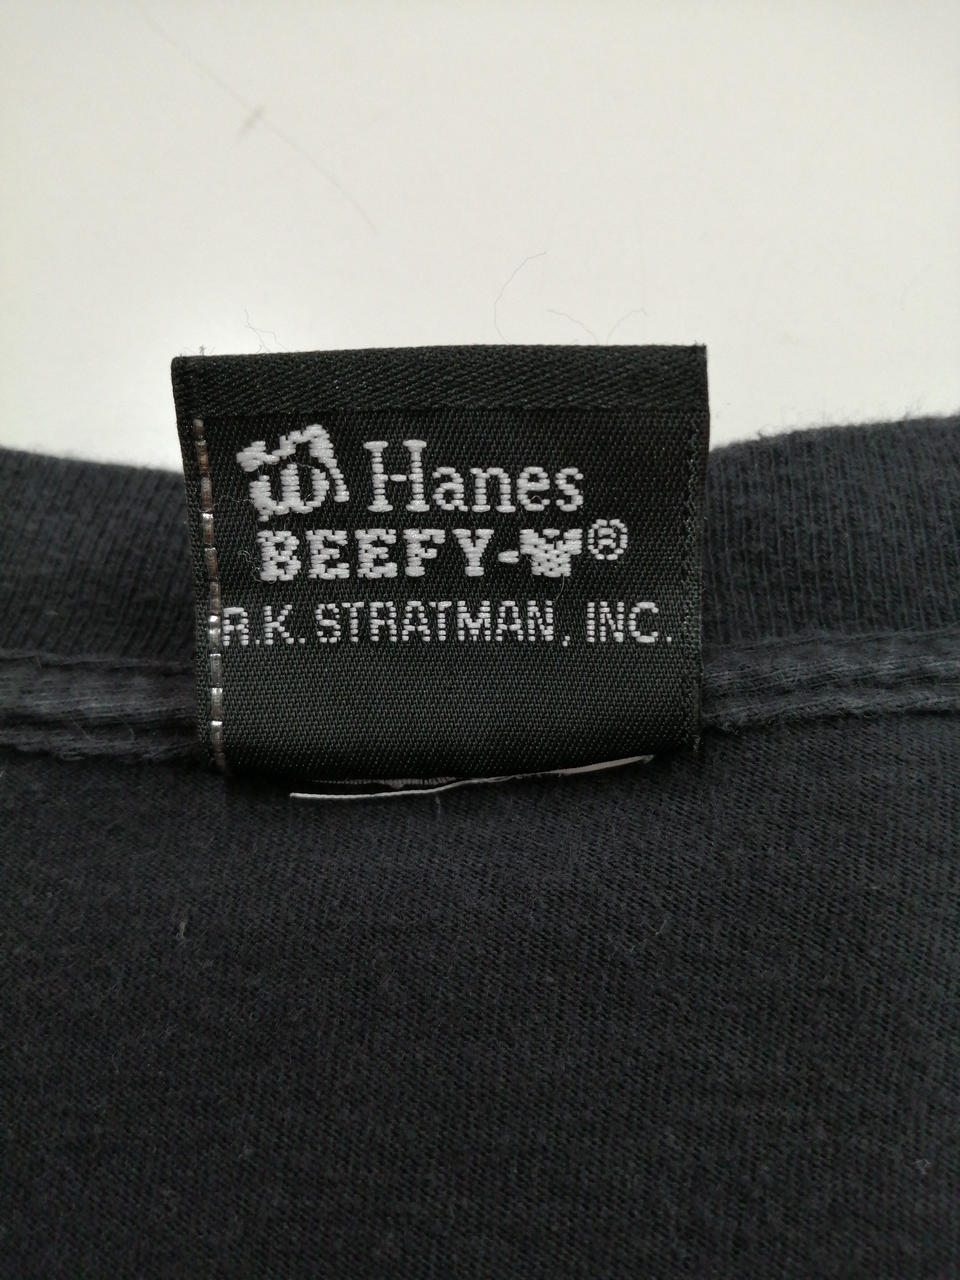 Hanes
BEEFY-T®
R.K. STRATMAN, INC.